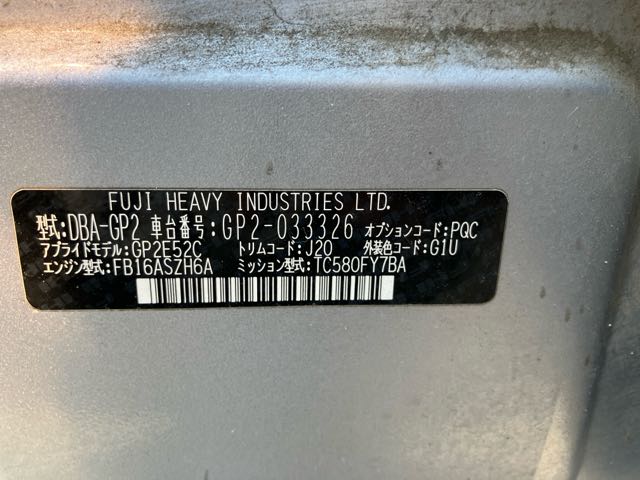 FUJI HEAVY INDUSTRIES LTD.
型式:DBA-GP2 車台番号:GP2-033326 オプションコード:PQC
アプライドモデル:GP2E52C トリムコード:J20 外装色コード:G1U
エンジン型式:FB16ASZH6A ミッション型式:TC580FY7BA